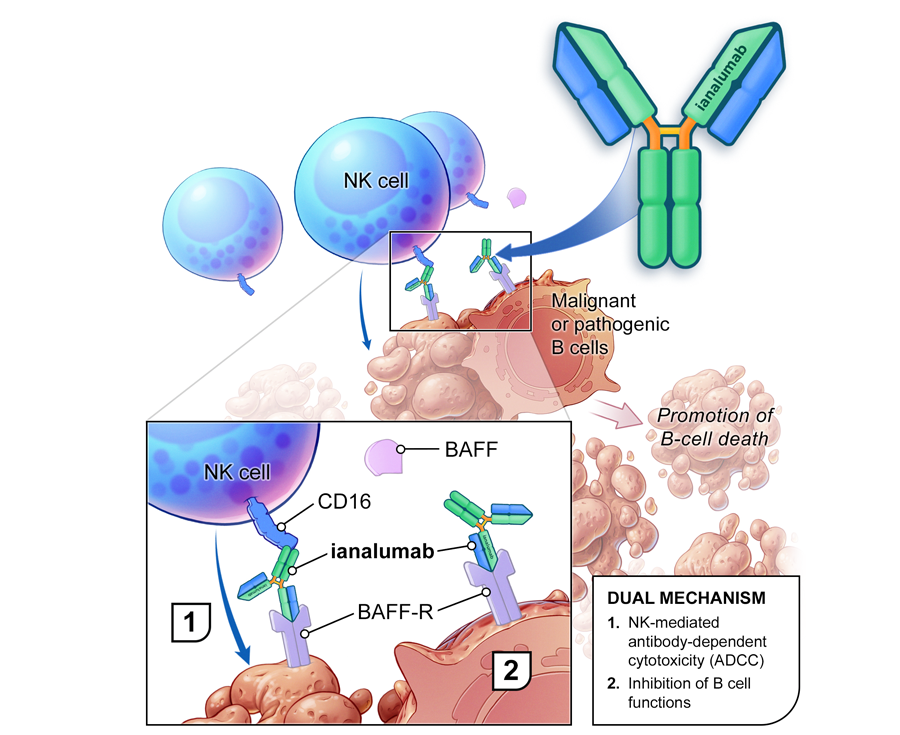 ianalumab
NK cell
Malignant
or pathogenic
B cells
Promotion of
B-cell death
NK cell
BAFF
CD16
ianalumab
BAFF-R
1
2
DUAL MECHANISM
1. NK-mediated
antibody-dependent
cytotoxicity (ADCC)
2. Inhibition of B cell
functions